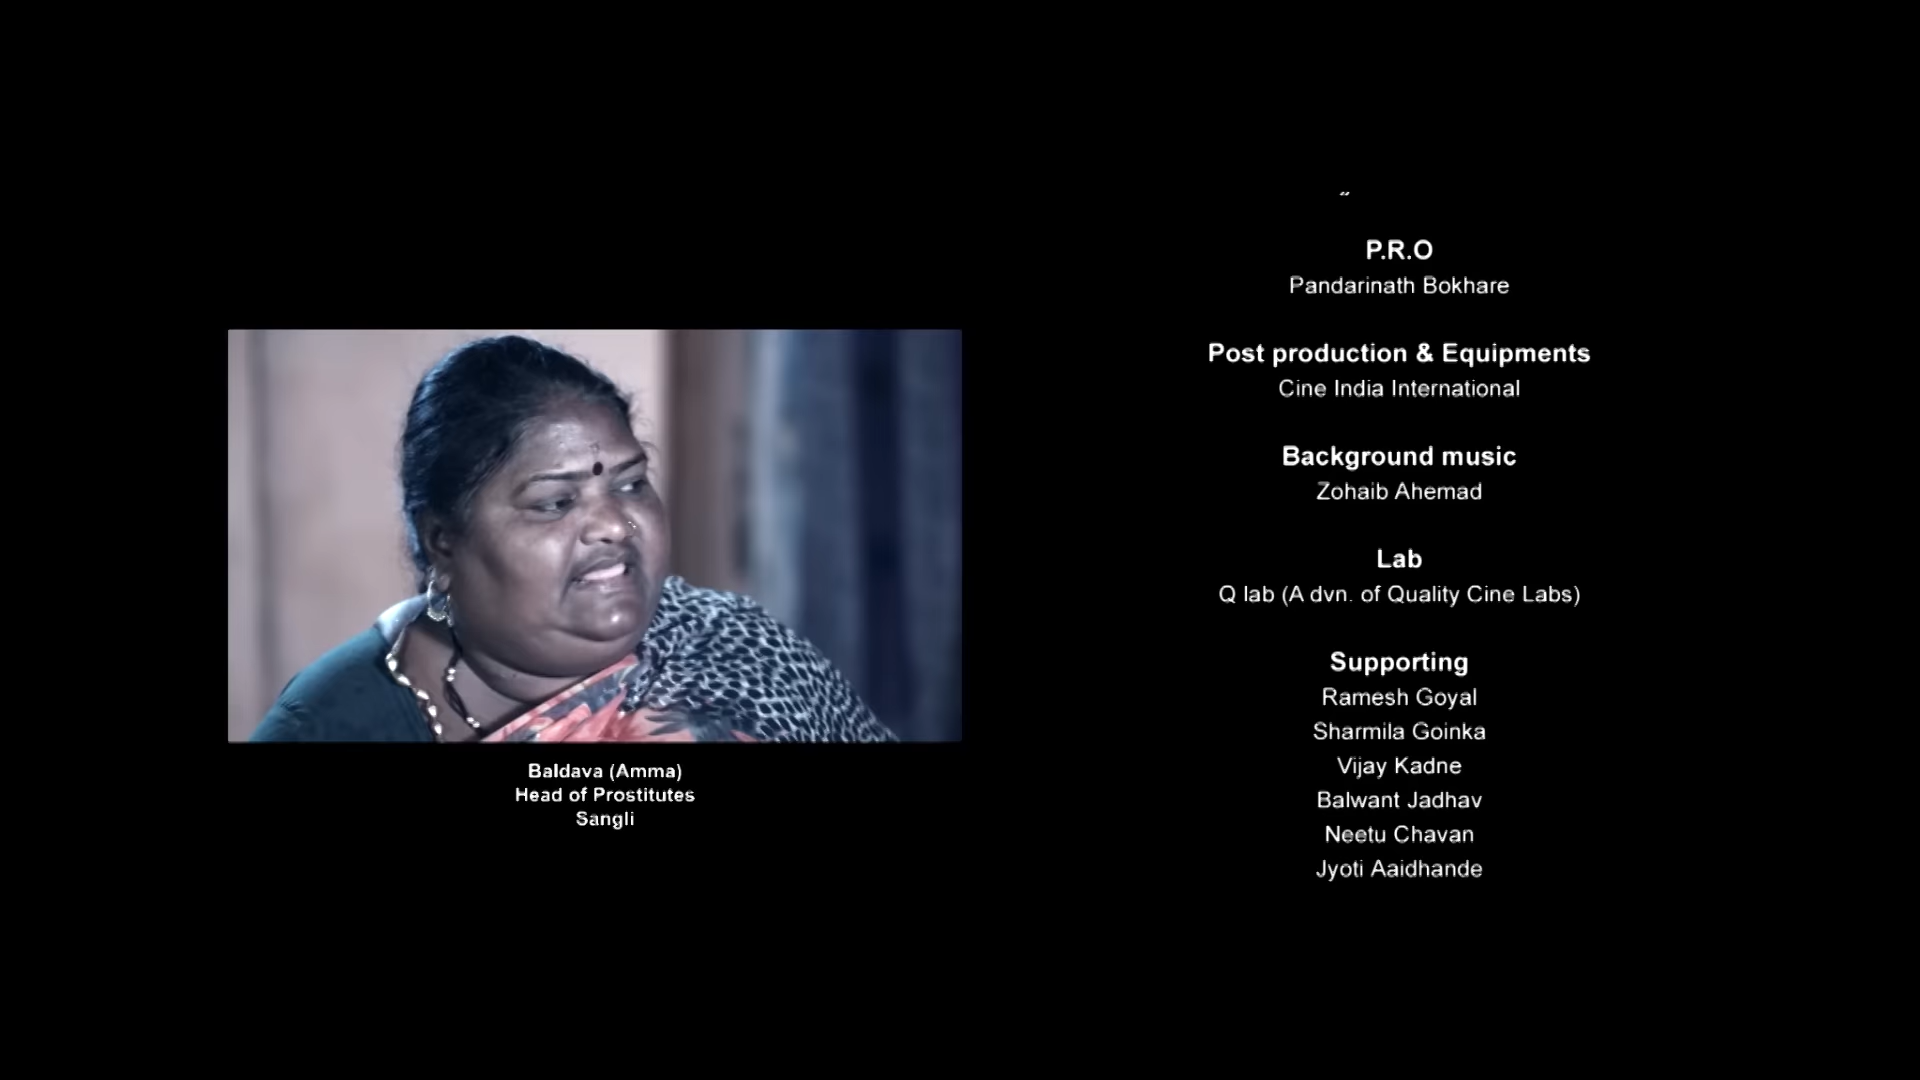 Baldava (Amma)
Head of Prostitutes
Sangli
P.R.O
Pandarinath Bokhare
Post production & Equipments
Cine India International
Background music
Zohaib Ahemad
Lab
Q lab (A dvn. of Quality Cine Labs)
Supporting
Ramesh Goyal
Sharmila Goinka
Vijay Kadne
Balwant Jadhav
Neetu Chavan
Jyoti Aaidhande